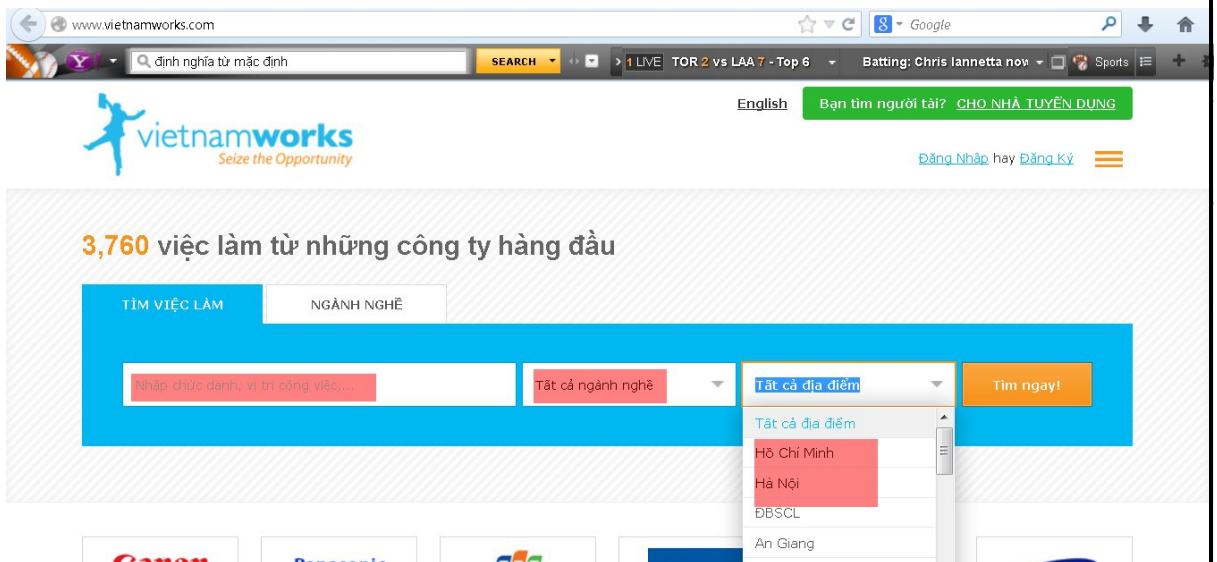 www.vietnamworks.com
Google
định nghĩa từ mặc định
SEARCH
1 LIVE TOR 2 vs LAA 7 - Top 6
Batting: Chris Iannetta now
Sports
English
Bạn tìm người tài? CHO NHÀ TUYỂN DỤNG
vietnamworks
Seize the Opportunity
Đăng Nhập hay Đăng Ký
3,760 việc làm từ những công ty hàng đầu
TÌM VIỆC LÀM
NGÀNH NGHỀ
Nhập chức danh, vị trí công việc,...
Tất cả ngành nghề
Tất cả địa điểm
Tìm ngay!
Tất cả địa điểm
Hồ Chí Minh
Hà Nội
ĐBSCL
An Giang
Canon
Panasonic